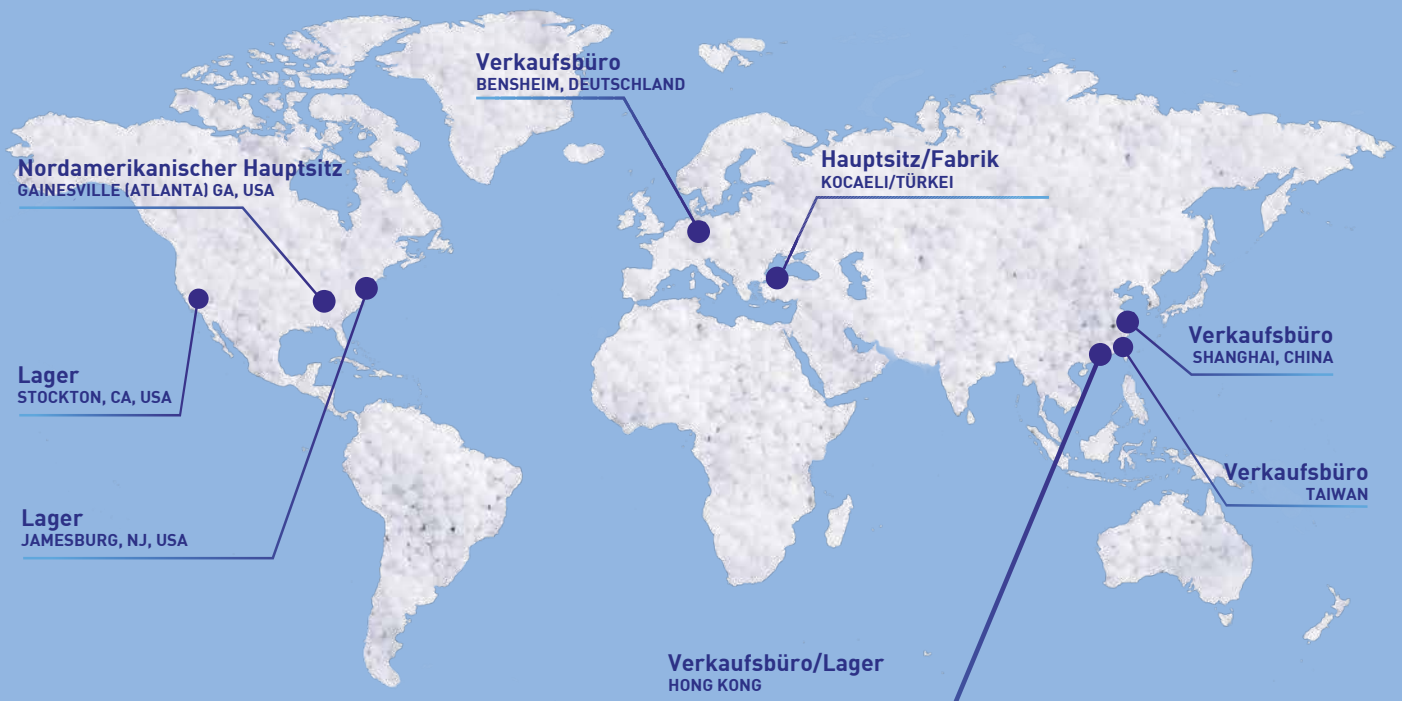 Verkaufsbüro
BENSHEIM, DEUTSCHLAND
Nordamerikanischer Hauptsitz
GAINESVILLE (ATLANTA) GA, USA
Hauptsitz/Fabrik
KOCAELI/TÜRKEI
Verkaufsbüro
SHANGHAI, CHINA
Lager
STOCKTON, CA, USA
Verkaufsbüro
TAIWAN
Lager
JAMESBURG, NJ, USA
Verkaufsbüro/Lager
HONG KONG